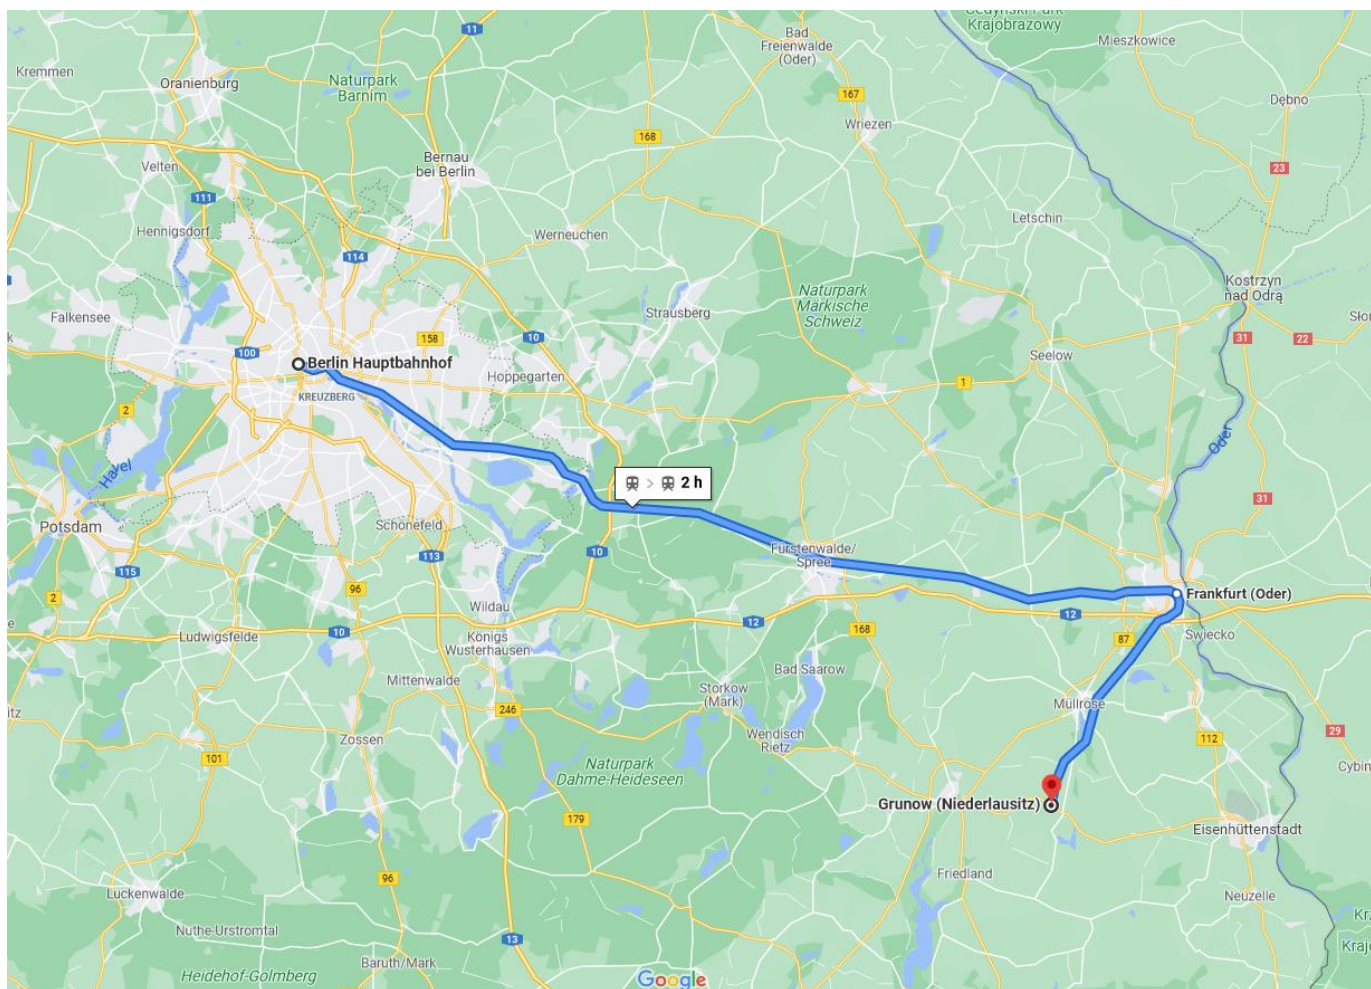 Cedyński Park
Krajobrazowy
11
Bad
Freienwalde
(Oder)
Mieszkowice
Kremmen
Oranienburg
Naturpark
Barnim
167
Dębno
168
Wriezen
Velten
Bernau
bei Berlin
23
111
Letschin
Hennigsdorf
Werneuchen
114
Kostrzyn
nad Odrą
Naturpark
Märkische
Schweiz
Falkensee
Strausberg
158
10
31
22
100
Berlin Hauptbahnhof
Seelow
Hoppegarten
1
KREUZBERG
2
Oder
Havel
2 h
31
Potsdam
Schönefeld
113
10
Fürstenwalde/
Spree
115
96
2
Wildau
Frankfurt (Oder)
12
12
10
Ludwigsfelde
Königs
Wusterhausen
168
87
Świecko
Mittenwalde
Bad Saarow
Storkow
(Mark)
Müllrose
246
Wendisch
Rietz
29
112
Zossen
101
Naturpark
Dahme-Heideseen
Grunow (Niederlausitz)
179
Eisenhüttenstadt
96
Friedland
Luckenwalde
Neuzelle
Nuthe-Urstromtal
13
Baruth/Mark
Heidehof-Golmberg
Google